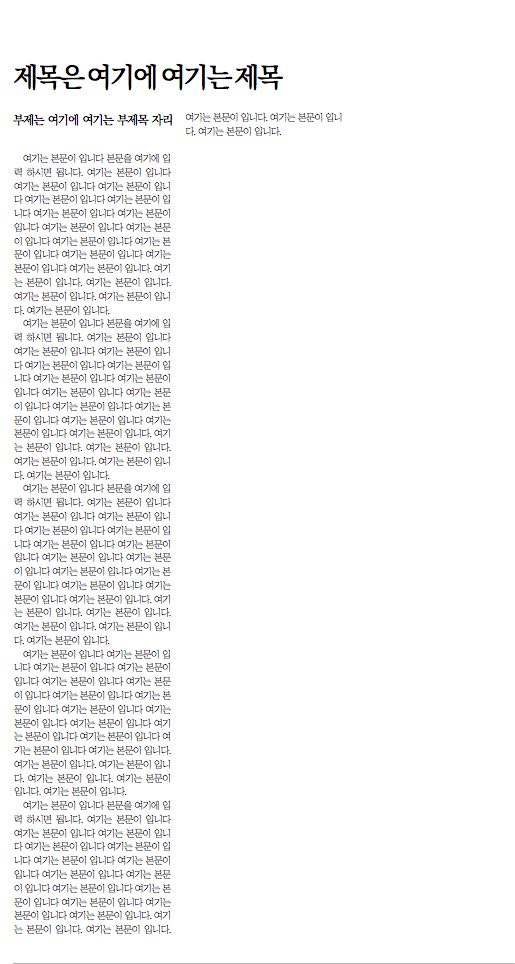 제목은 여기에 여기는 제목
부제는 여기에 여기는 부제목 자리
여기는 본문이 입니다 본문을 여기에 입
력 하시면 됩니다. 여기는 본문이 입니다
여기는 본문이 입니다 여기는 본문이 입니
다 여기는 본문이 입니다 여기는 본문이 입
니다 여기는 본문이 입니다 여기는 본문이
입니다 여기는 본문이 입니다 여기는 본문
이 입니다 여기는 본문이 입니다 여기는 본
문이 입니다 여기는 본문이 입니다 여기는
본문이 입니다 여기는 본문이 입니다. 여기
는 본문이 입니다. 여기는 본문이 입니다.
여기는 본문이 입니다. 여기는 본문이 입니
다. 여기는 본문이 입니다.
여기는 본문이 입니다 본문을 여기에 입
력 하시면 됩니다. 여기는 본문이 입니다
여기는 본문이 입니다 여기는 본문이 입니
다 여기는 본문이 입니다 여기는 본문이 입
니다 여기는 본문이 입니다 여기는 본문이
입니다 여기는 본문이 입니다 여기는 본문
이 입니다 여기는 본문이 입니다 여기는 본
문이 입니다 여기는 본문이 입니다 여기는
본문이 입니다 여기는 본문이 입니다. 여기
는 본문이 입니다. 여기는 본문이 입니다.
여기는 본문이 입니다. 여기는 본문이 입니
다. 여기는 본문이 입니다.
여기는 본문이 입니다 본문을 여기에 입
력 하시면 됩니다. 여기는 본문이 입니다
여기는 본문이 입니다 여기는 본문이 입니
다 여기는 본문이 입니다 여기는 본문이 입
니다 여기는 본문이 입니다 여기는 본문이
입니다 여기는 본문이 입니다 여기는 본문
이 입니다 여기는 본문이 입니다 여기는 본
문이 입니다 여기는 본문이 입니다 여기는
본문이 입니다 여기는 본문이 입니다. 여기
는 본문이 입니다. 여기는 본문이 입니다.
여기는 본문이 입니다. 여기는 본문이 입니
다. 여기는 본문이 입니다.
여기는 본문이 입니다 여기는 본문이 입
니다 여기는 본문이 입니다 여기는 본문이
입니다 여기는 본문이 입니다 여기는 본문
이 입니다 여기는 본문이 입니다 여기는 본
문이 입니다 여기는 본문이 입니다 여기는
본문이 입니다 여기는 본문이 입니다 여기
는 본문이 입니다 여기는 본문이 입니다 여
기는 본문이 입니다 여기는 본문이 입니다.
여기는 본문이 입니다. 여기는 본문이 입니
다. 여기는 본문이 입니다. 여기는 본문이
입니다. 여기는 본문이 입니다.
여기는 본문이 입니다 본문을 여기에 입
력 하시면 됩니다. 여기는 본문이 입니다
여기는 본문이 입니다 여기는 본문이 입니
다 여기는 본문이 입니다 여기는 본문이 입
니다 여기는 본문이 입니다 여기는 본문이
입니다 여기는 본문이 입니다 여기는 본문
이 입니다 여기는 본문이 입니다 여기는 본
문이 입니다 여기는 본문이 입니다 여기는
본문이 입니다 여기는 본문이 입니다. 여기
는 본문이 입니다. 여기는 본문이 입니다.
여기는 본문이 입니다. 여기는 본문이 입니
다. 여기는 본문이 입니다.